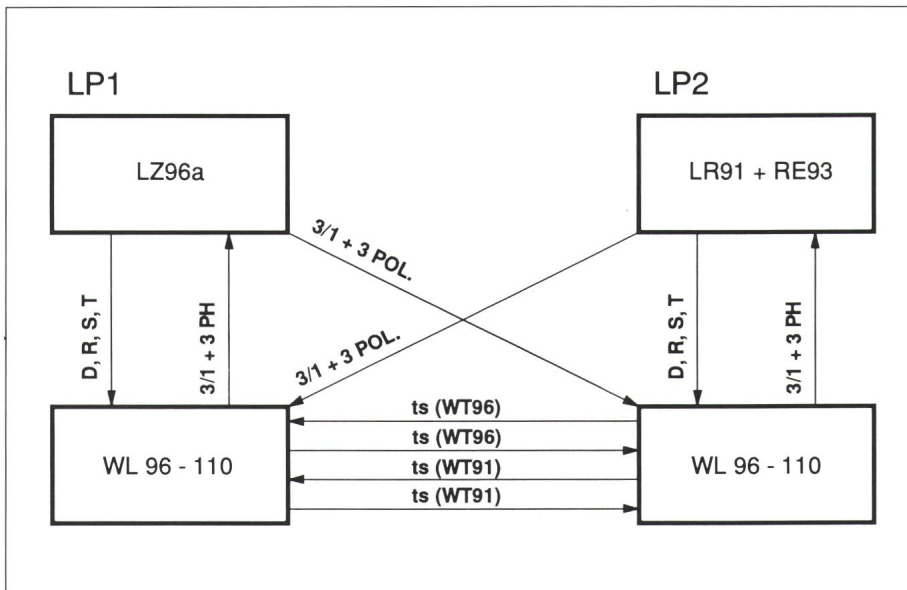 LP1
LP2
LZ96a
LR91 + RE93
3/1 + 3 POL.
3/1 + 3 POL.
D, R, S, T
3/1 + 3 PH
D, R, S, T
3/1 + 3 PH
ts (WT96)
ts (WT96)
ts (WT91)
ts (WT91)
WL 96 - 110
WL 96 - 110